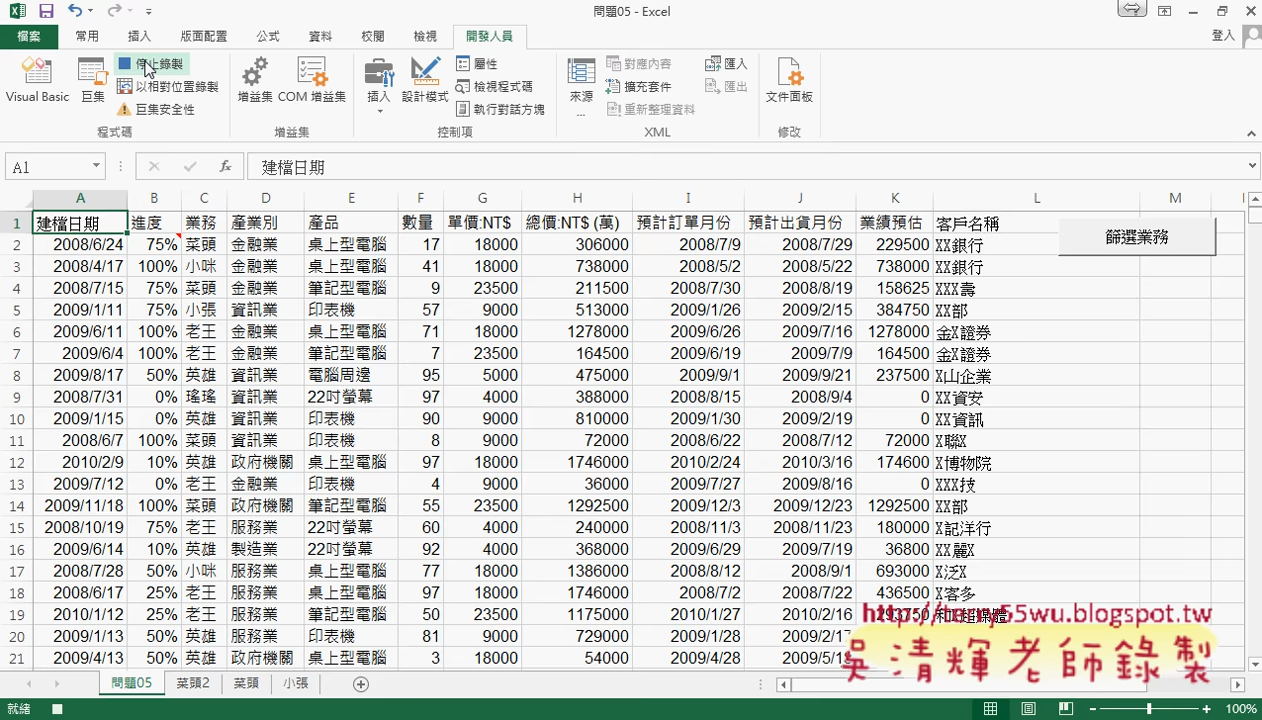 問題05 - Excel
檔案 常用 插入 版面配置 公式 資料 校閱 檢視 開發人員 登入
Visual Basic 巨集 停止錄製 以相對位置錄製 巨集安全性 增益集 COM 增益集 插入 設計模式 屬性 檢視程式碼 執行對話方塊 來源... 對應內容 擴充套件 重新整理資料 匯入 匯出 文件面板
程式碼 增益集 控制項 XML 修改
A1 fx 建檔日期
A B C D E F G H I J K L M
1 建檔日期 進度 業務 產業別 產品 數量 單價:NT$ 總價:NT$ (萬) 預計訂單月份 預計出貨月份 業績預估 客戶名稱 篩選業務
2 2008/6/24 75% 菜頭 金融業 桌上型電腦 17 18000 306000 2008/7/9 2008/7/29 229500 XX銀行
3 2008/4/17 100% 小咪 金融業 桌上型電腦 41 18000 738000 2008/5/2 2008/5/22 738000 XX銀行
4 2008/7/15 75% 菜頭 金融業 筆記型電腦 9 23500 211500 2008/7/30 2008/8/19 158625 XXX壽
5 2009/1/11 75% 小張 資訊業 印表機 57 9000 513000 2009/1/26 2009/2/15 384750 XX部
6 2009/6/11 100% 老王 金融業 桌上型電腦 71 18000 1278000 2009/6/26 2009/7/16 1278000 金X證券
7 2009/6/4 100% 老王 金融業 筆記型電腦 7 23500 164500 2009/6/19 2009/7/9 164500 金X證券
8 2009/8/17 50% 英雄 資訊業 電腦周邊 95 5000 475000 2009/9/1 2009/9/21 237500 X山企業
9 2008/7/31 0% 瑤瑤 資訊業 22吋螢幕 97 4000 388000 2008/8/15 2008/9/4 0 XX資安
10 2009/1/15 0% 英雄 資訊業 印表機 90 9000 810000 2009/1/30 2009/2/19 0 XX資訊
11 2008/6/7 100% 菜頭 資訊業 印表機 8 9000 72000 2008/6/22 2008/7/12 72000 X聯X
12 2010/2/9 10% 英雄 政府機關 桌上型電腦 97 18000 1746000 2010/2/24 2010/3/16 174600 X博物院
13 2009/7/12 0% 老王 金融業 印表機 4 9000 36000 2009/7/27 2009/8/16 0 XXX技
14 2009/11/18 100% 菜頭 政府機關 筆記型電腦 55 23500 1292500 2009/12/3 2009/12/23 1292500 XX部
15 2008/10/19 75% 老王 服務業 22吋螢幕 60 4000 240000 2008/11/3 2008/11/23 180000 X記洋行
16 2009/6/14 10% 英雄 製造業 22吋螢幕 92 4000 368000 2009/6/29 2009/7/19 36800 XX麗X
17 2008/7/28 50% 小咪 服務業 桌上型電腦 77 18000 1386000 2008/8/12 2008/9/1 693000 X泛X
18 2008/6/17 25% 老王 服務業 桌上型電腦 97 18000 1746000 2008/7/2 2008/7/22 436500 X客多
19 2010/1/12 25% 老王 服務業 筆記型電腦 50 23500 1175000 2010/1/27 2010/2/16 293750
http://terry55wu.blogspot.tw
20 2009/1/13 50% 英雄 服務業 印表機 81 9000 729000 2009/1/28
21 2009/4/13 50% 英雄 政府機關 桌上型電腦 3 18000 54000 2009/4/28
吳清輝老師錄製
問題05 菜頭2 菜頭 小張
就緒 100%